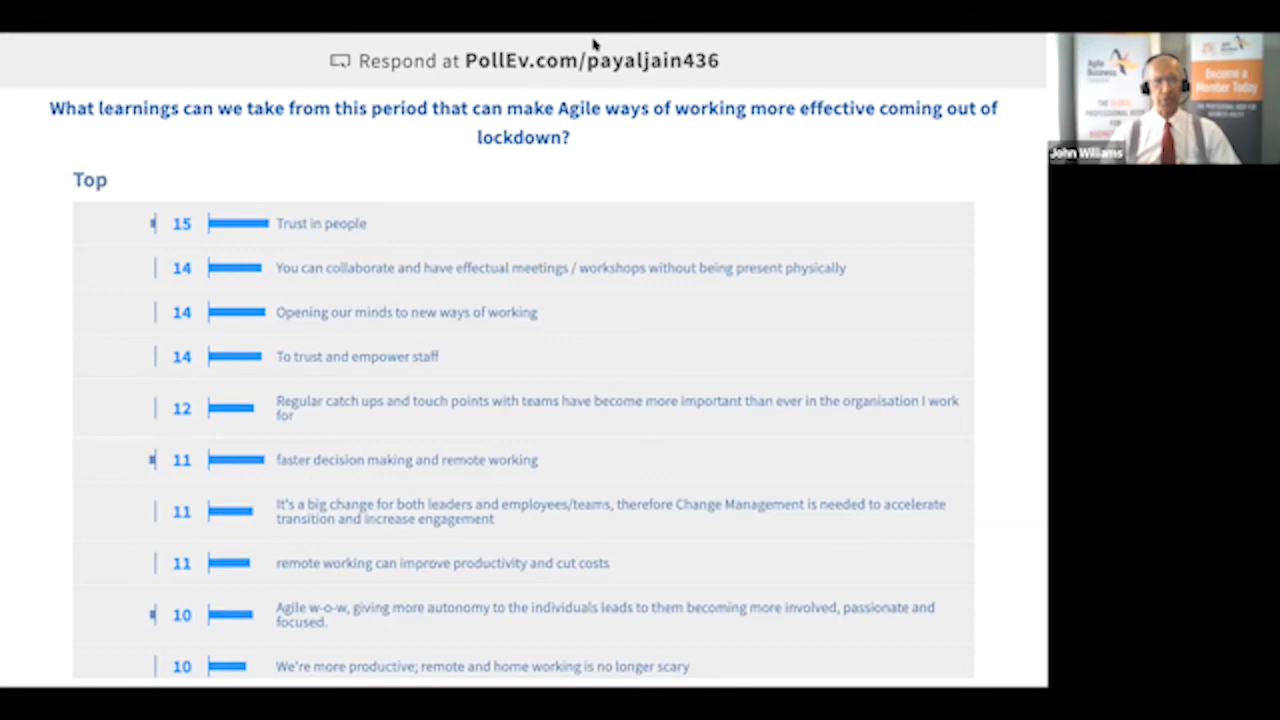 Respond at PollEv.com/payaljain436
What learnings can we take from this period that can make Agile ways of working more effective coming out of
lockdown?
Top
15 Trust in people
14 You can collaborate and have effectual meetings / workshops without being present physically
14 Opening our minds to new ways of working
14 To trust and empower staff
12 Regular catch ups and touch points with teams have become more important than ever in the organisation I work
for
11 faster decision making and remote working
11 It's a big change for both leaders and employees/teams, therefore Change Management is needed to accelerate
transition and increase engagement
11 remote working can improve productivity and cut costs
10 Agile w-o-w, giving more autonomy to the individuals leads to them becoming more involved, passionate and
focused.
10 We're more productive; remote and home working is no longer scary
Agile
Business
THE GLOBAL
PROFESSIONAL BODY
FOR
Become a
Member Today
John Williams